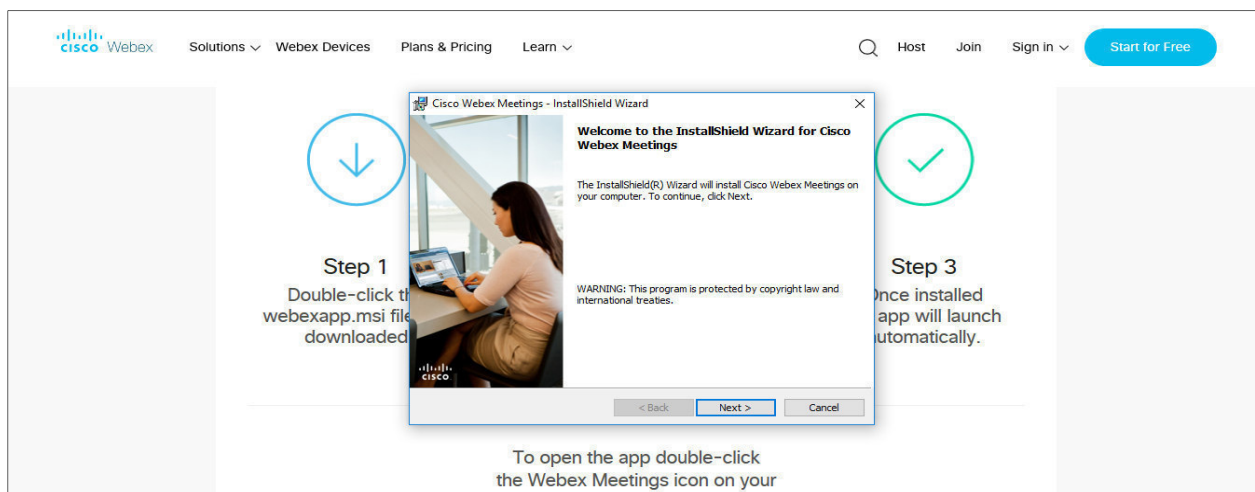 CISCO Webex
Solutions
Webex Devices
Plans & Pricing
Learn
Host
Join
Sign in
Start for Free
Cisco Webex Meetings - InstallShield Wizard
Welcome to the InstallShield Wizard for Cisco
Webex Meetings
The InstallShield(R) Wizard will install Cisco Webex Meetings on
your computer. To continue, click Next.
WARNING: This program is protected by copyright law and
international treaties.
CISCO
< Back
Next >
Cancel
Step 1
Double-click
webexapp.msi file
downloaded
Step 3
Once installed
app will launch
automatically.
To open the app double-click
the Webex Meetings icon on your